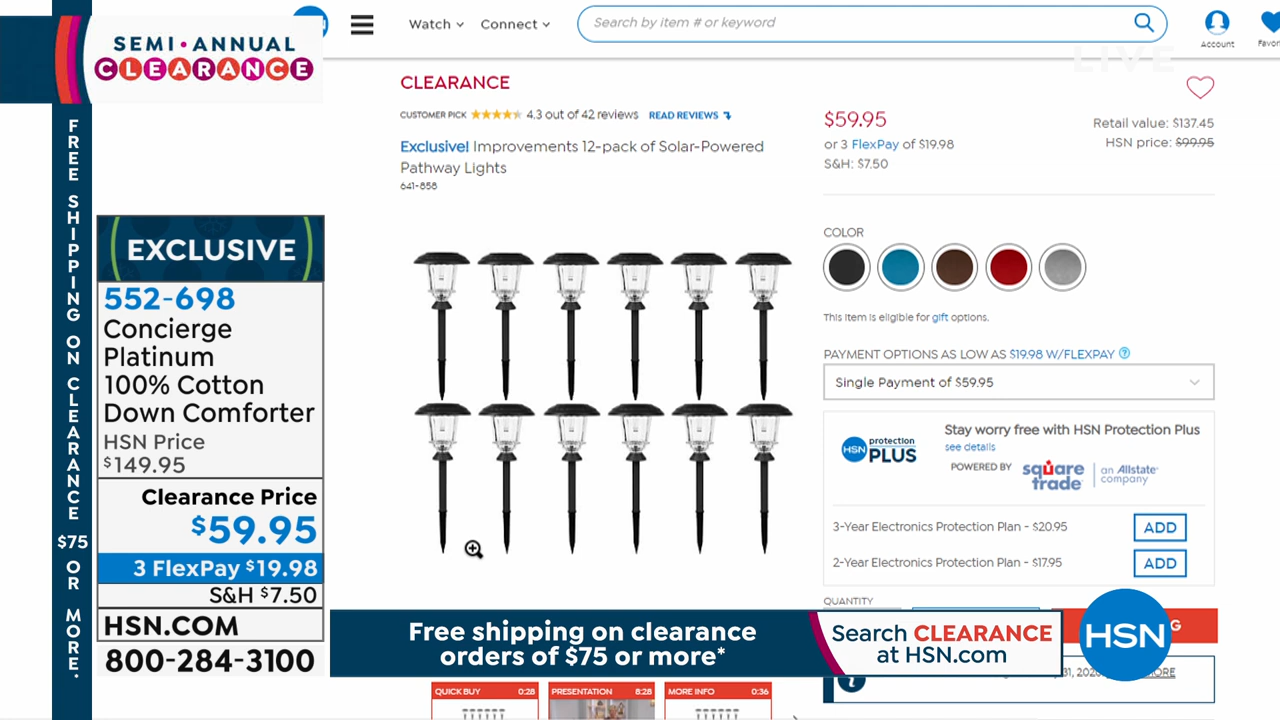 SEMI•ANNUAL
CLEARANCE
FREE SHIPPING ON CLEARANCE $75 OR MORE.
EXCLUSIVE
552-698
Concierge
Platinum
100% Cotton
Down Comforter
HSN Price
$149.95
Clearance Price
$59.95
3 FlexPay $19.98
S&H $7.50
HSN.COM
800-284-3100
Watch
Connect
Search by item # or keyword
Account
LIVE
CLEARANCE
CUSTOMER PICK 4.3 out of 42 reviews READ REVIEWS
Exclusive! Improvements 12-pack of Solar-Powered
Pathway Lights
641-858
$59.95
or 3 FlexPay of $19.98
S&H: $7.50
Retail value: $137.45
HSN price: $99.95
COLOR
This item is eligible for gift options.
PAYMENT OPTIONS AS LOW AS $19.98 W/FLEXPAY ?
Single Payment of $59.95
HSN protection PLUS
Stay worry free with HSN Protection Plus
see details
POWERED BY square trade an Allstate company
3-Year Electronics Protection Plan - $20.95 ADD
2-Year Electronics Protection Plan - $17.95 ADD
QUANTITY
Free shipping on clearance
orders of $75 or more*
Search CLEARANCE
at HSN.com
HSN
QUICK BUY 0:28
PRESENTATION 8:28
MORE INFO 0:36